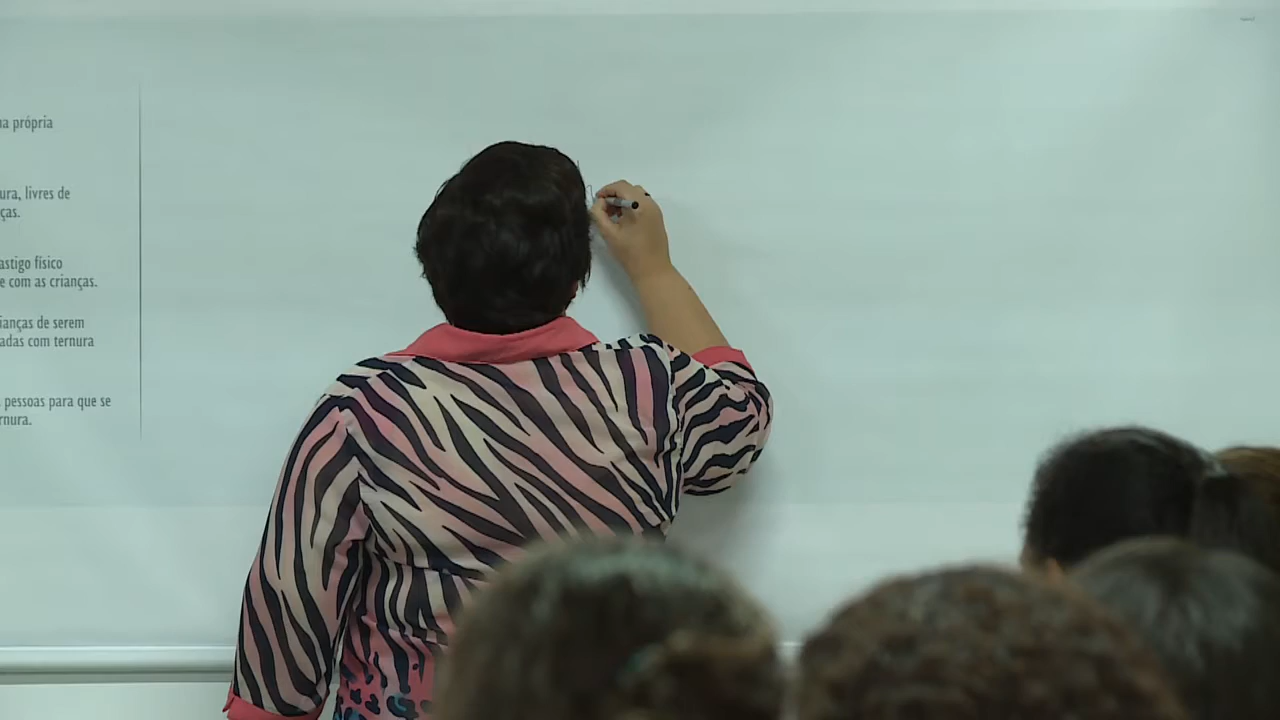 a própria
ura, livres de
ças.
astigo físico
e com as crianças.
ianças de serem
adas com ternura
pessoas para que se
rnura.